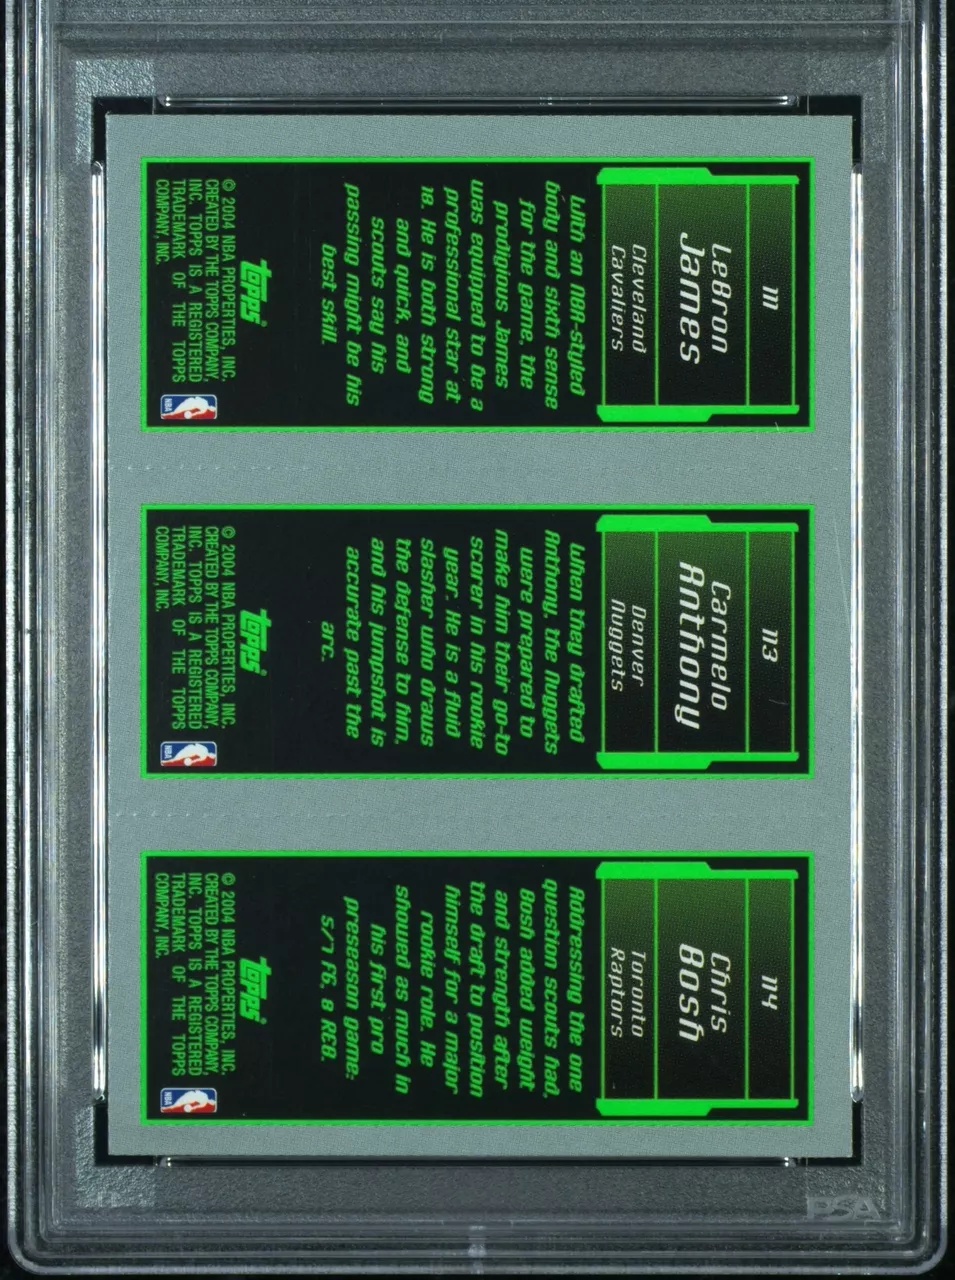 111
LeBron
James
Cleveland
Cavaliers
With an NBA-styled
body and sixth sense
for the game, the
prodigious James
was equipped to be a
professional star at
18. He is both strong
and quick, and
scouts say his
passing might be his
best skill.
topps®
© 2004 NBA PROPERTIES, INC.
CREATED BY THE TOPPS COMPANY,
INC. TOPPS IS A REGISTERED
TRADEMARK OF THE TOPPS
COMPANY, INC.
NBA
113
Carmelo
Anthony
Denver
Nuggets
When they drafted
Anthony, the Nuggets
were prepared to
make him their go-to
scorer in his rookie
year. He is a fluid
slasher who draws
the defense to him,
and his jumpshot is
accurate past the
arc.
topps®
© 2004 NBA PROPERTIES, INC.
CREATED BY THE TOPPS COMPANY,
INC. TOPPS IS A REGISTERED
TRADEMARK OF THE TOPPS
COMPANY, INC.
NBA
114
Chris
Bosh
Toronto
Raptors
Addressing the one
question scouts had,
Bosh added weight
and strength after
the draft to position
himself for a major
rookie role. He
showed as much in
his first pro
preseason game:
5/7 FG, 8 REB.
topps®
© 2004 NBA PROPERTIES, INC.
CREATED BY THE TOPPS COMPANY,
INC. TOPPS IS A REGISTERED
TRADEMARK OF THE TOPPS
COMPANY, INC.
NBA
PSA